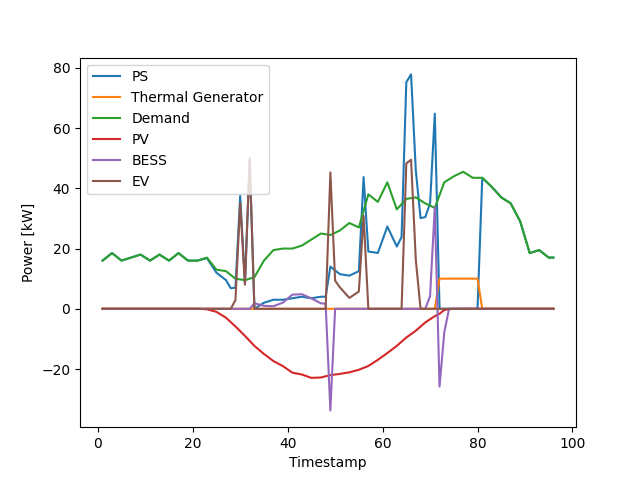 80
60
40
20
0
−20
Power [kW]
PS
Thermal Generator
Demand
PV
BESS
EV
0 20 40 60 80 100
Timestamp